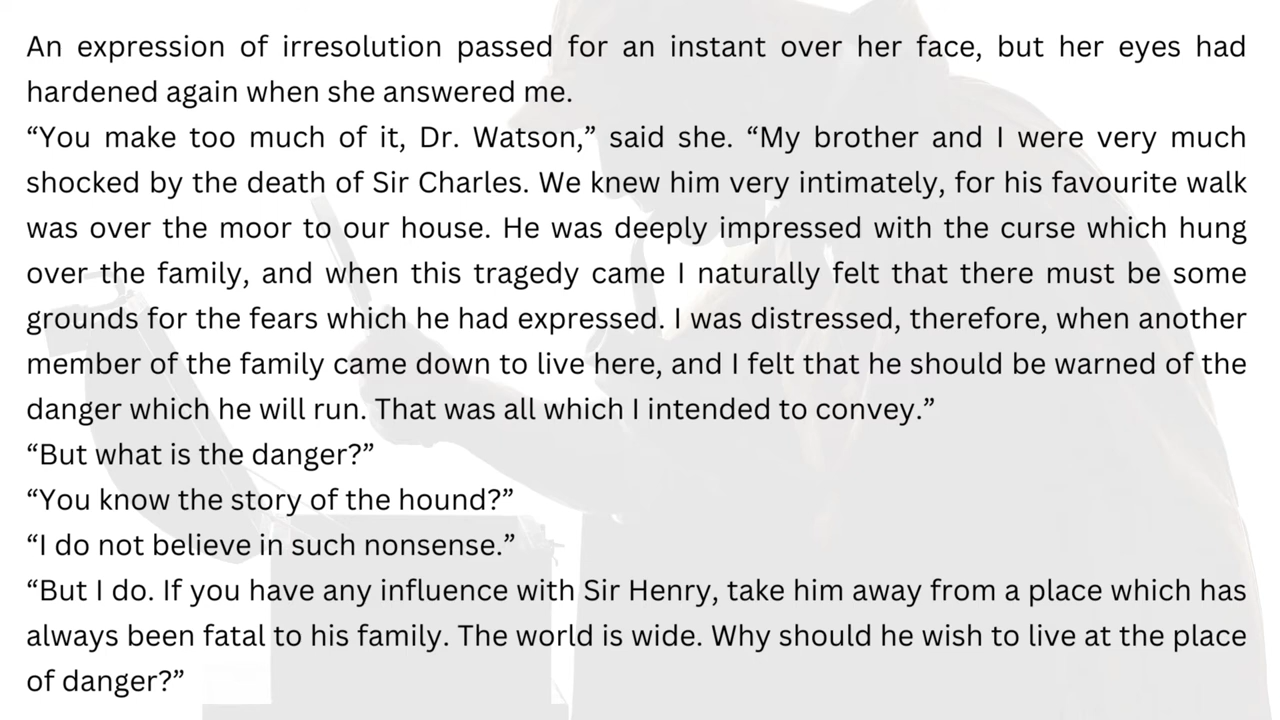 An expression of irresolution passed for an instant over her face, but her eyes had
hardened again when she answered me.
“You make too much of it, Dr. Watson,” said she. “My brother and I were very much
shocked by the death of Sir Charles. We knew him very intimately, for his favourite walk
was over the moor to our house. He was deeply impressed with the curse which hung
over the family, and when this tragedy came I naturally felt that there must be some
grounds for the fears which he had expressed. I was distressed, therefore, when another
member of the family came down to live here, and I felt that he should be warned of the
danger which he will run. That was all which I intended to convey.”
“But what is the danger?”
“You know the story of the hound?”
“I do not believe in such nonsense.”
“But I do. If you have any influence with Sir Henry, take him away from a place which has
always been fatal to his family. The world is wide. Why should he wish to live at the place
of danger?”